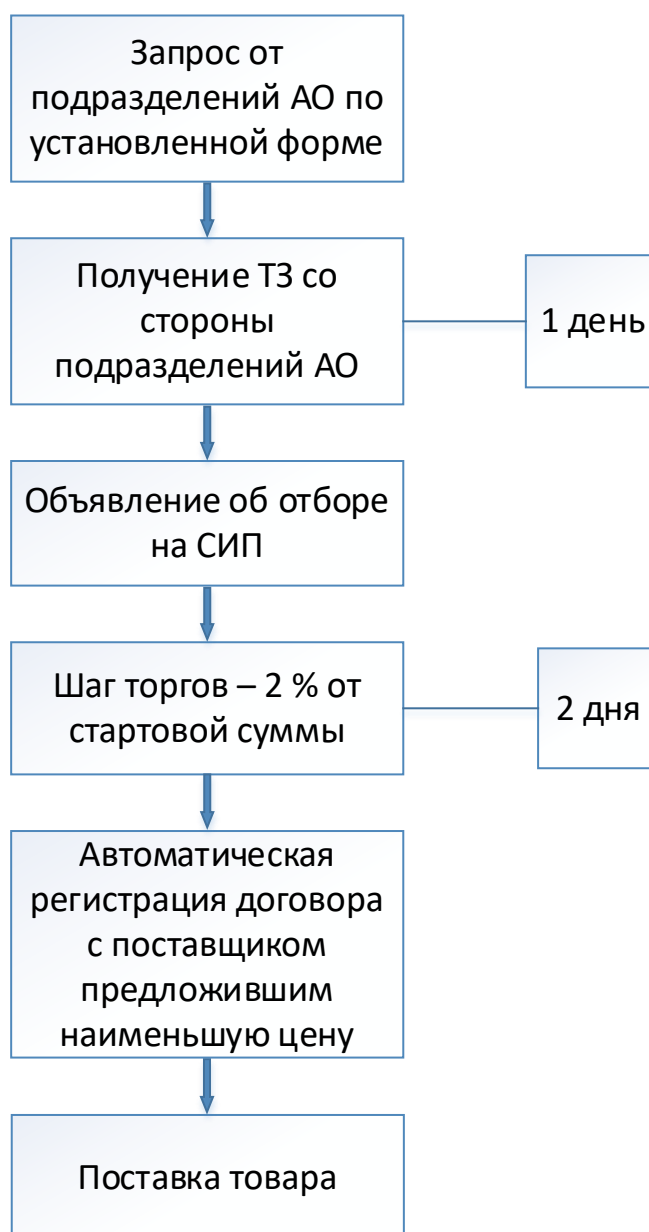 Запрос от
подразделений АО по
установленной форме
Получение ТЗ со
стороны
подразделений АО
1 день
Объявление об отборе
на СИП
Шаг торгов – 2 % от
стартовой суммы
2 дня
Автоматическая
регистрация договора
с поставщиком
предложившим
наименьшую цену
Поставка товара